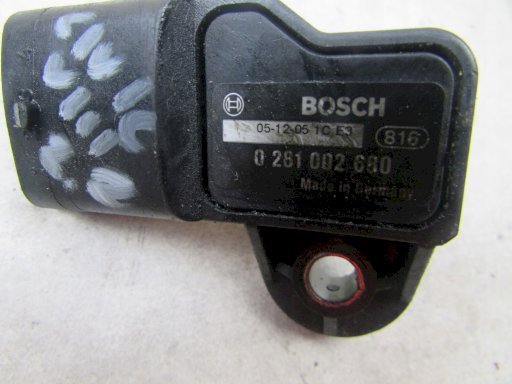 BOSCH
05-12-05 1C E3
816
0 281 002 680
Made in Germany